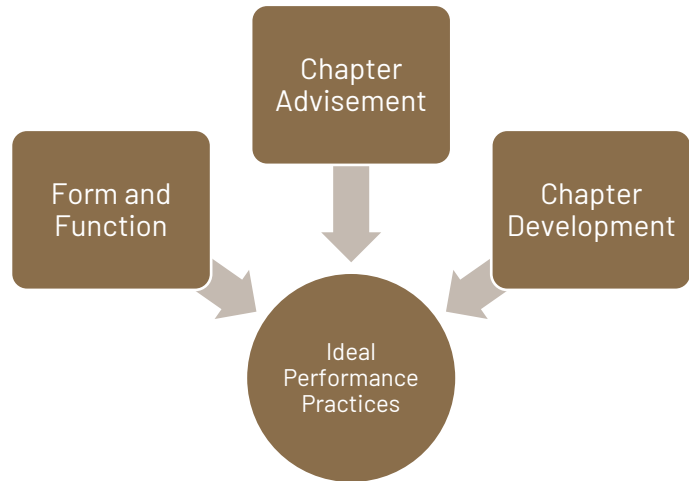 Chapter
Advisement
Form and
Function
Chapter
Development
Ideal
Performance
Practices